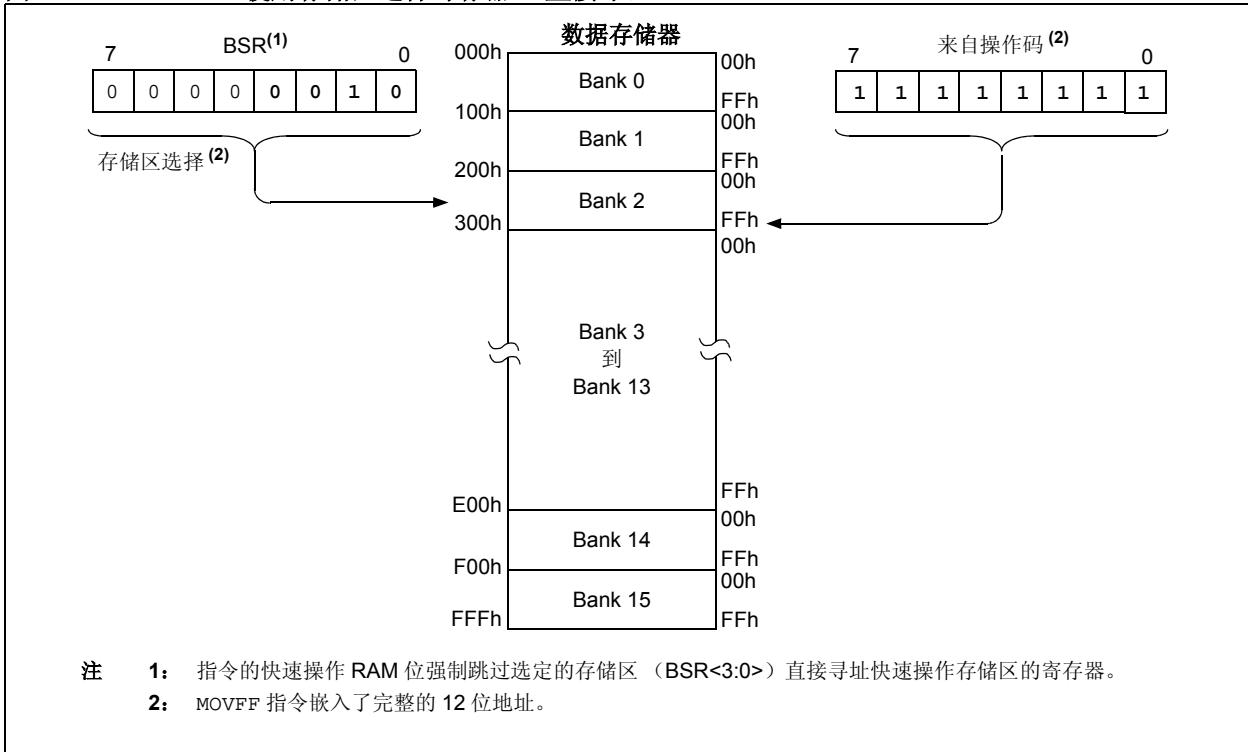 数据存储器
7 BSR(1) 0
0 0 0 0 0 0 1 0
存储区选择(2)
7 来自操作码(2) 0
1 1 1 1 1 1 1 1
000h Bank 0 00h
FFh
100h Bank 1 00h
FFh
200h Bank 2 00h
FFh
300h 00h
Bank 3
到
Bank 13
FFh
E00h Bank 14 00h
FFh
F00h Bank 15 00h
FFFh FFh
注 1: 指令的快速操作 RAM 位强制跳过选定的存储区 （BSR<3:0>）直接寻址快速操作存储区的寄存器。
2: MOVFF 指令嵌入了完整的 12 位地址。